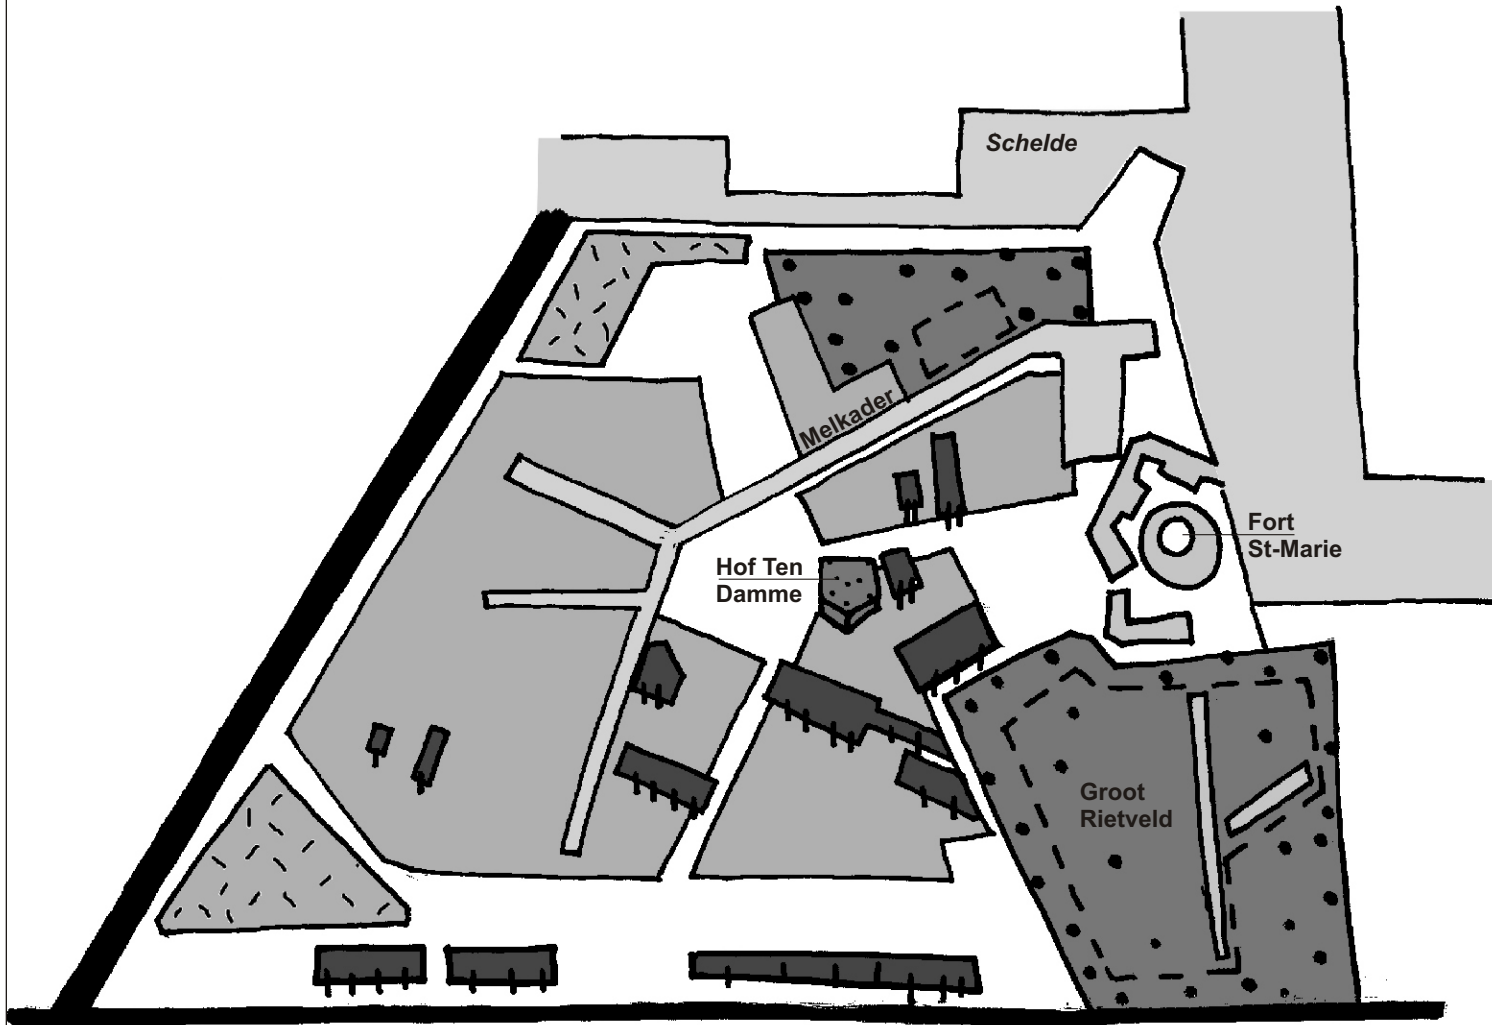 Schelde
Melkader
Fort
St-Marie
Hof Ten
Damme
Groot
Rietveld